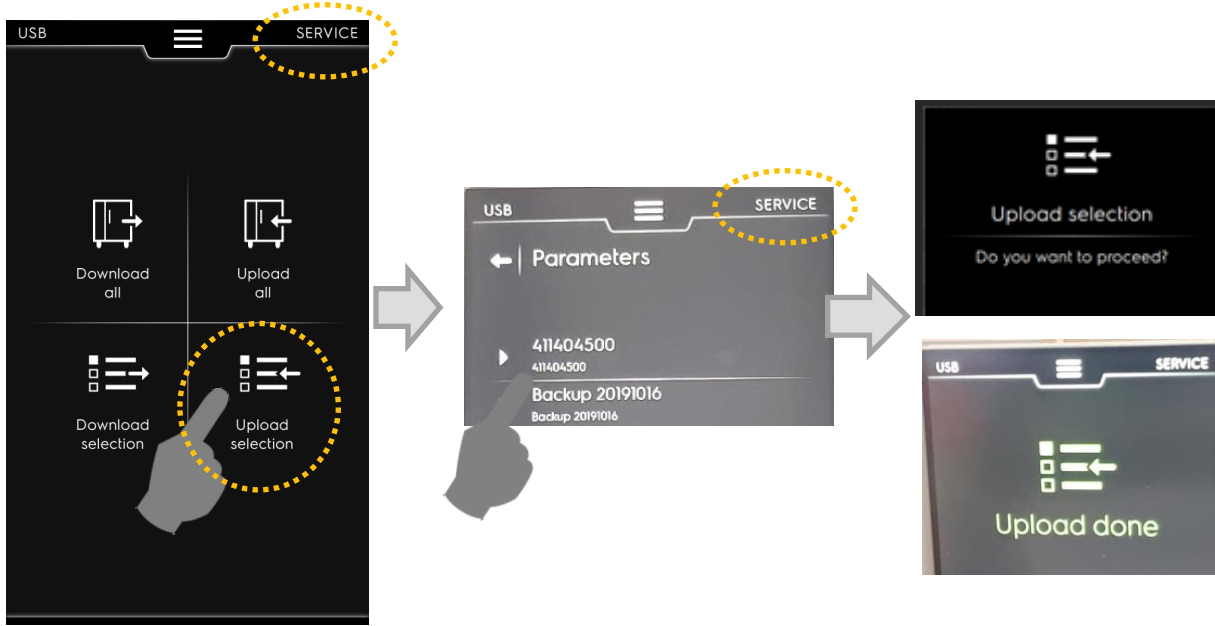 USB
SERVICE
Download
all
Upload
all
Download
selection
Upload
selection
USB
SERVICE
Parameters
411404500
411404500
Backup 20191016
Backup 20191016
Upload selection
Do you want to proceed?
USB
SERVICE
Upload done